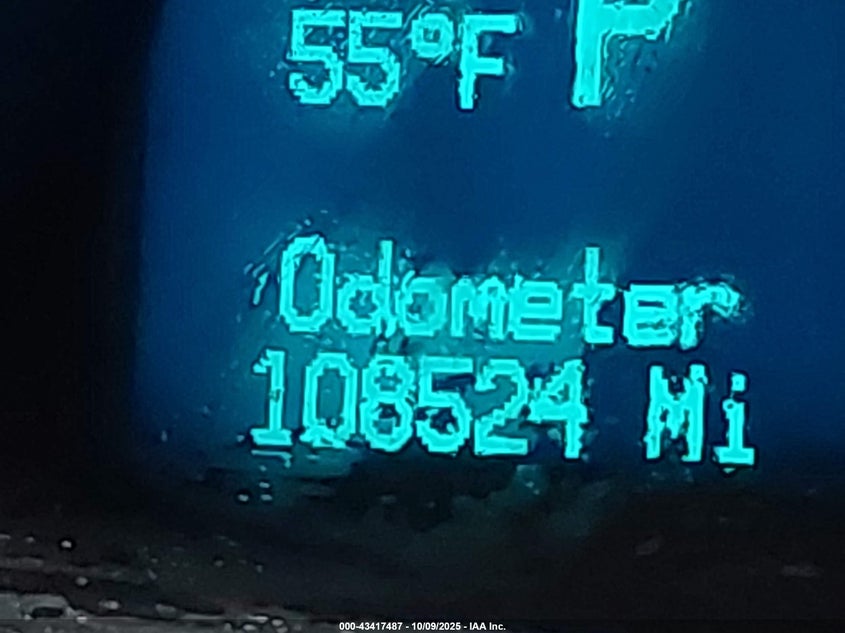 55°F P
Odometer
108524 Mi
000-43417487 - 10/09/2025 - IAA Inc.